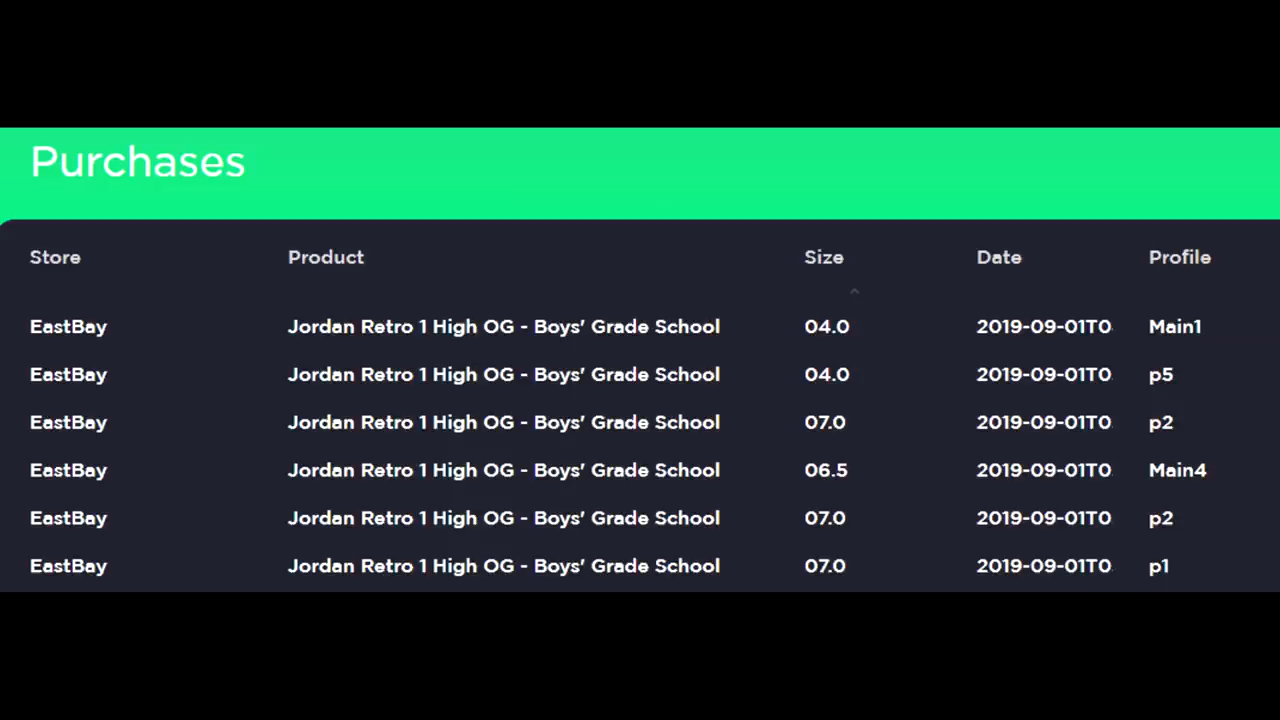 Purchases
Store Product Size Date Profile
EastBay Jordan Retro 1 High OG - Boys' Grade School 04.0 2019-09-01T0 Main1
EastBay Jordan Retro 1 High OG - Boys' Grade School 04.0 2019-09-01T0 p5
EastBay Jordan Retro 1 High OG - Boys' Grade School 07.0 2019-09-01T0 p2
EastBay Jordan Retro 1 High OG - Boys' Grade School 06.5 2019-09-01T0 Main4
EastBay Jordan Retro 1 High OG - Boys' Grade School 07.0 2019-09-01T0 p2
EastBay Jordan Retro 1 High OG - Boys' Grade School 07.0 2019-09-01T0 p1